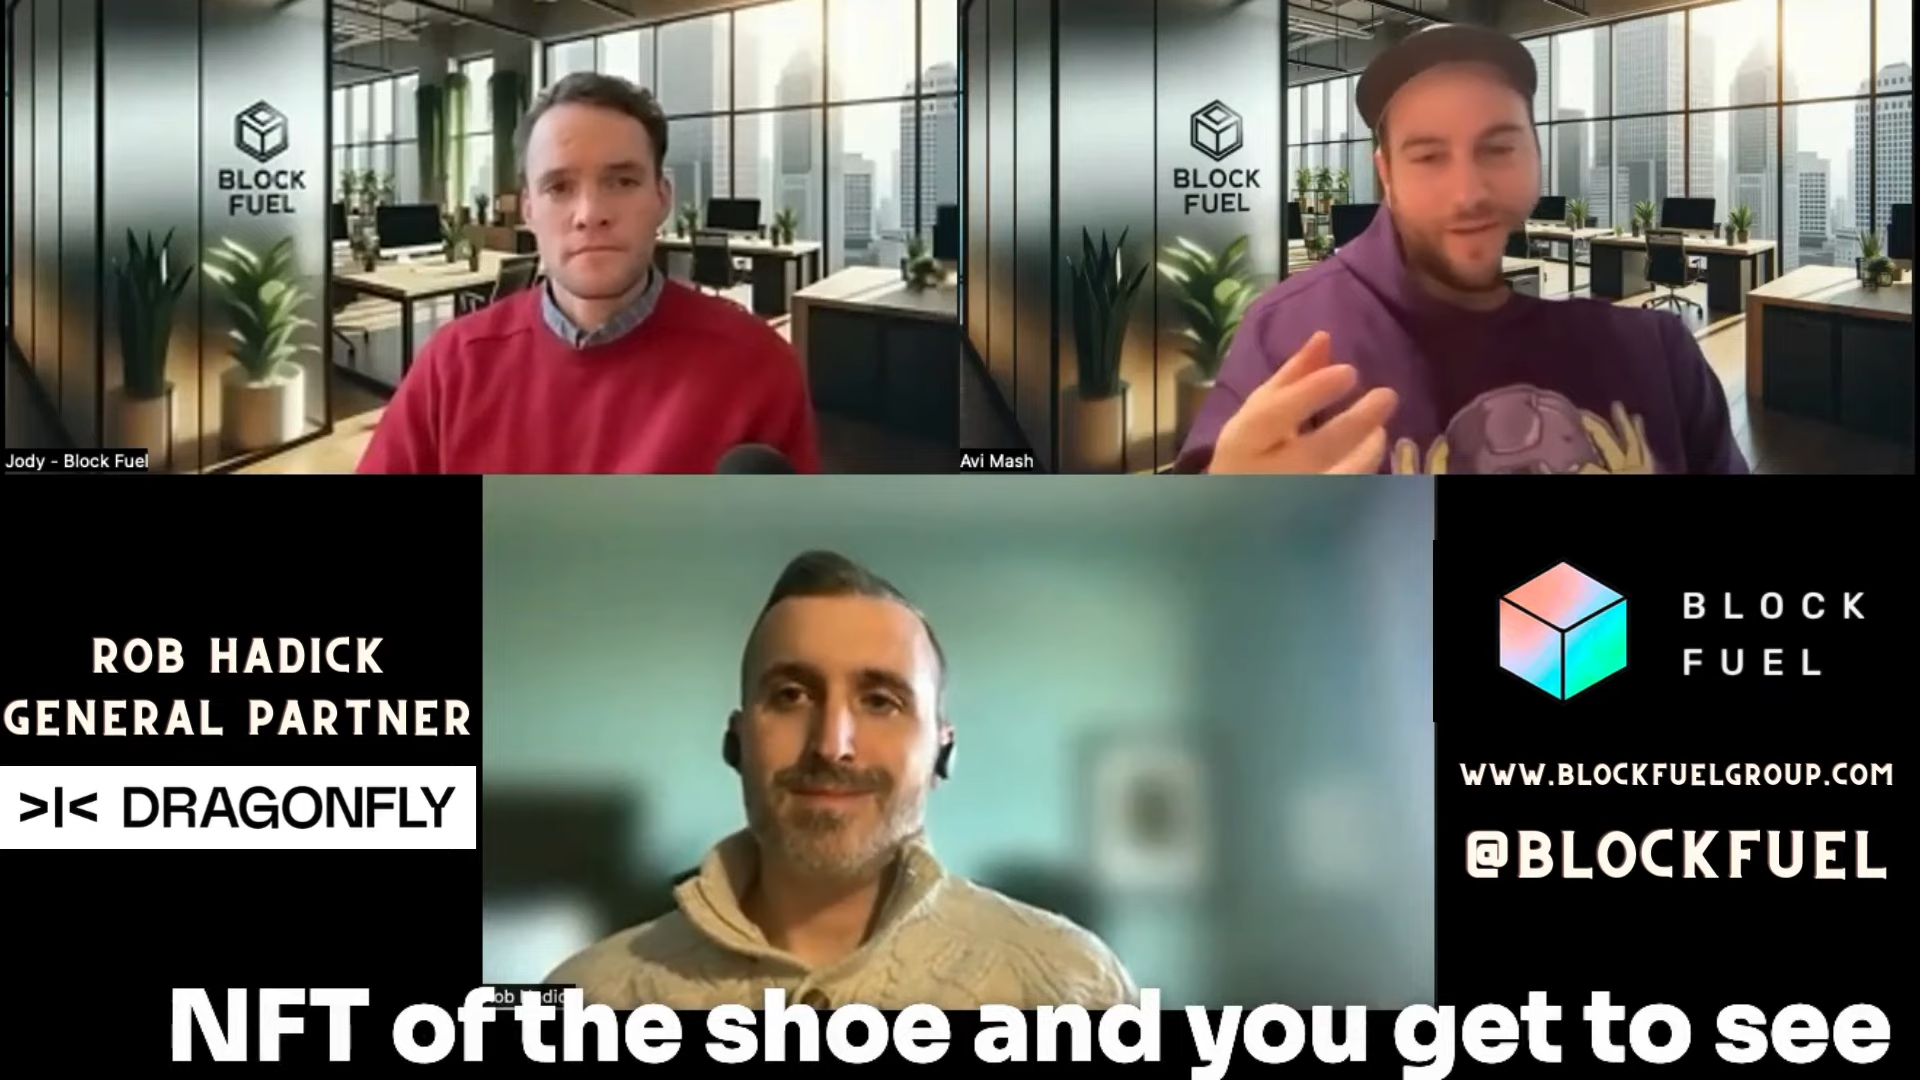 BLOCK
FUEL
Jody - Block Fuel
BLOCK
FUEL
Avi Mash
ROB HADICK
GENERAL PARTNER
>|< DRAGONFLY
BLOCK
FUEL
WWW.BLOCKFUELGROUP.COM
@BLOCKFUEL
NFT of the shoe and you get to see